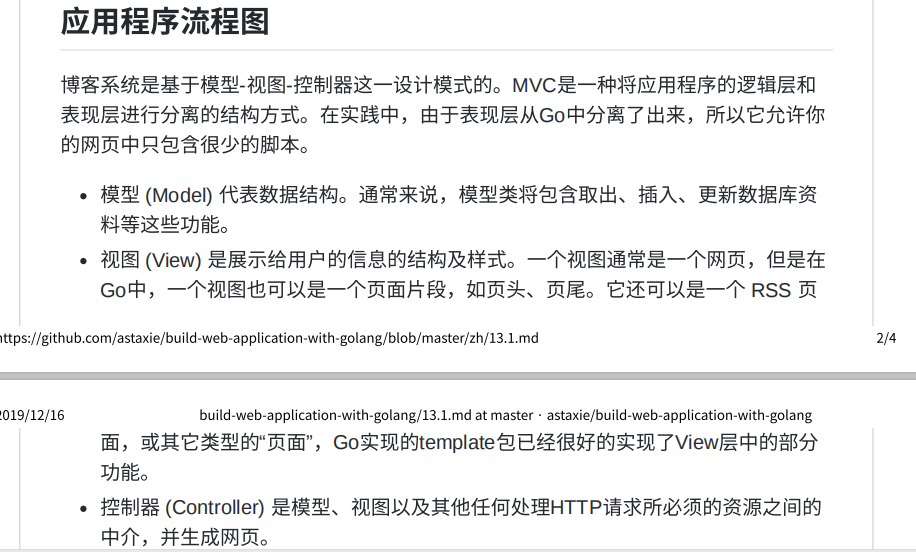 应用程序流程图
博客系统是基于模型-视图-控制器这一设计模式的。MVC是一种将应用程序的逻辑层和
表现层进行分离的结构方式。在实践中，由于表现层从Go中分离了出来，所以它允许你
的网页中只包含很少的脚本。
• 模型 (Model) 代表数据结构。通常来说，模型类将包含取出、插入、更新数据库资
料等这些功能。
• 视图 (View) 是展示给用户的信息的结构及样式。一个视图通常是一个网页，但是在
Go中，一个视图也可以是一个页面片段，如页头、页尾。它还可以是一个 RSS 页
https://github.com/astaxie/build-web-application-with-golang/blob/master/zh/13.1.md 2/4
2019/12/16 build-web-application-with-golang/13.1.md at master · astaxie/build-web-application-with-golang
面，或其它类型的“页面”，Go实现的template包已经很好的实现了View层中的部分
功能。
• 控制器 (Controller) 是模型、视图以及其他任何处理HTTP请求所必须的资源之间的
中介，并生成网页。